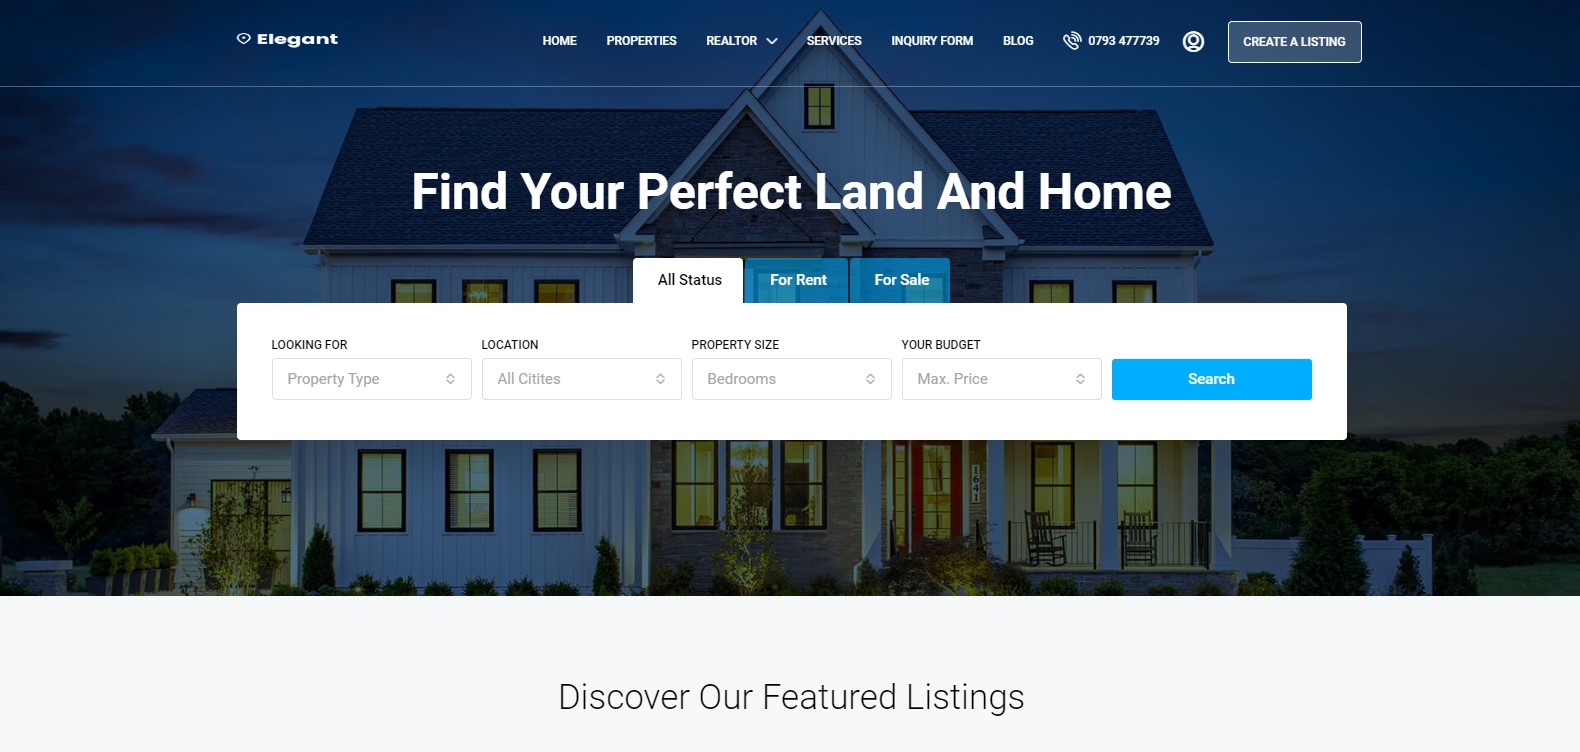 Elegant
HOME PROPERTIES REALTOR SERVICES INQUIRY FORM BLOG 0793 477739 CREATE A LISTING
Find Your Perfect Land And Home
All Status For Rent For Sale
LOOKING FOR LOCATION PROPERTY SIZE YOUR BUDGET
Property Type All Citites Bedrooms Max. Price Search
1641
Discover Our Featured Listings